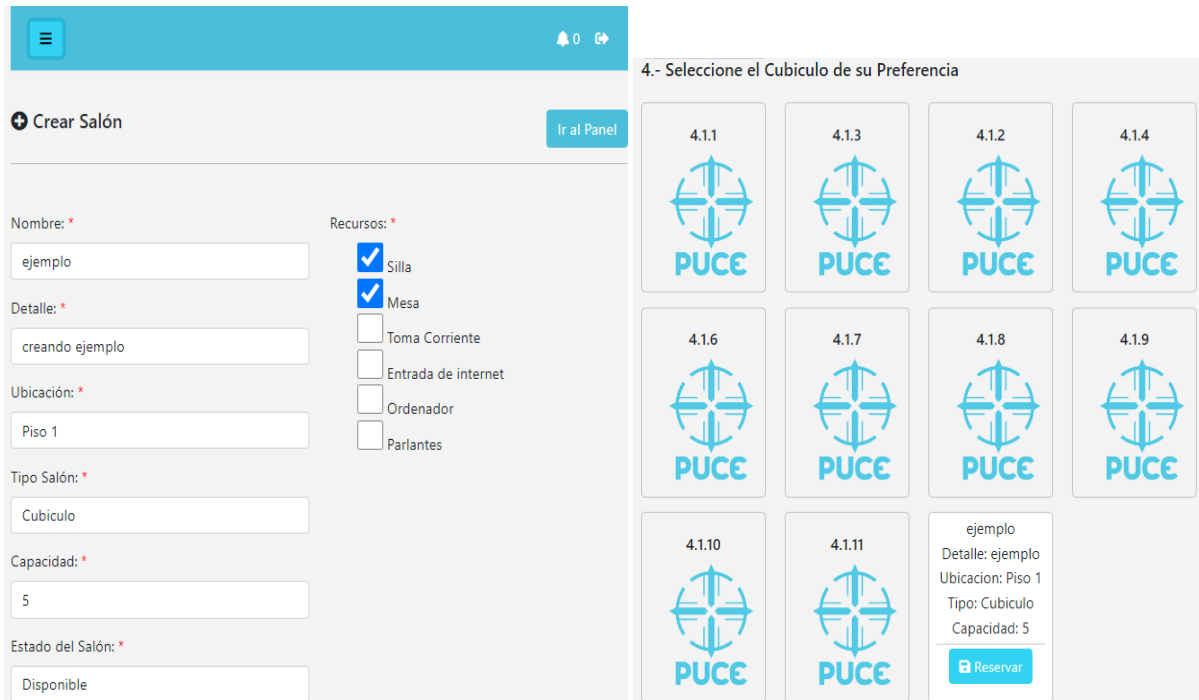 0
Crear Salón
Ir al Panel
Nombre: *
ejemplo
Detalle: *
creando ejemplo
Ubicación: *
Piso 1
Tipo Salón: *
Cubiculo
Capacidad: *
5
Estado del Salón: *
Disponible
Recursos: *
Silla
Mesa
Toma Corriente
Entrada de internet
Ordenador
Parlantes
4.- Seleccione el Cubiculo de su Preferencia
4.1.1
PUCE
4.1.3
PUCE
4.1.2
PUCE
4.1.4
PUCE
4.1.6
PUCE
4.1.7
PUCE
4.1.8
PUCE
4.1.9
PUCE
4.1.10
PUCE
4.1.11
PUCE
ejemplo
Detalle: ejemplo
Ubicacion: Piso 1
Tipo: Cubiculo
Capacidad: 5
Reservar